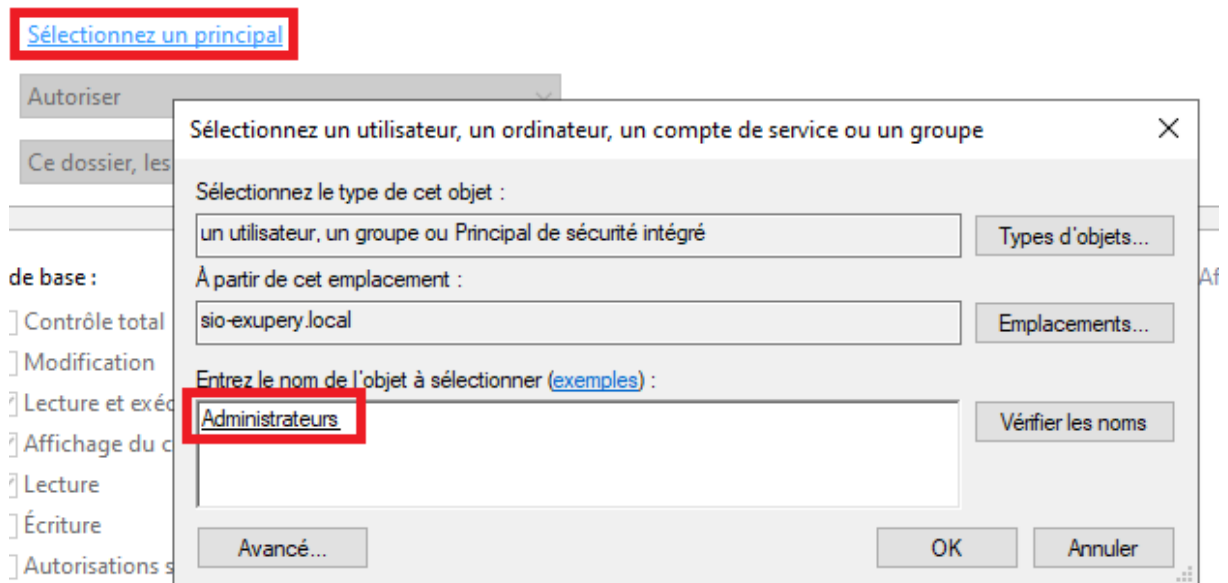 Sélectionnez un principal
Autoriser
Sélectionnez un utilisateur, un ordinateur, un compte de service ou un groupe
Ce dossier, les
Sélectionnez le type de cet objet :
un utilisateur, un groupe ou Principal de sécurité intégré
Types d'objets...
de base :
À partir de cet emplacement :
Af
Contrôle total
sio-exupery.local
Emplacements...
Modification
Entrez le nom de l'objet à sélectionner (exemples) :
Lecture et exéc
Administrateurs
Vérifier les noms
Affichage du c
Lecture
Écriture
Avancé...
OK
Annuler
Autorisations s